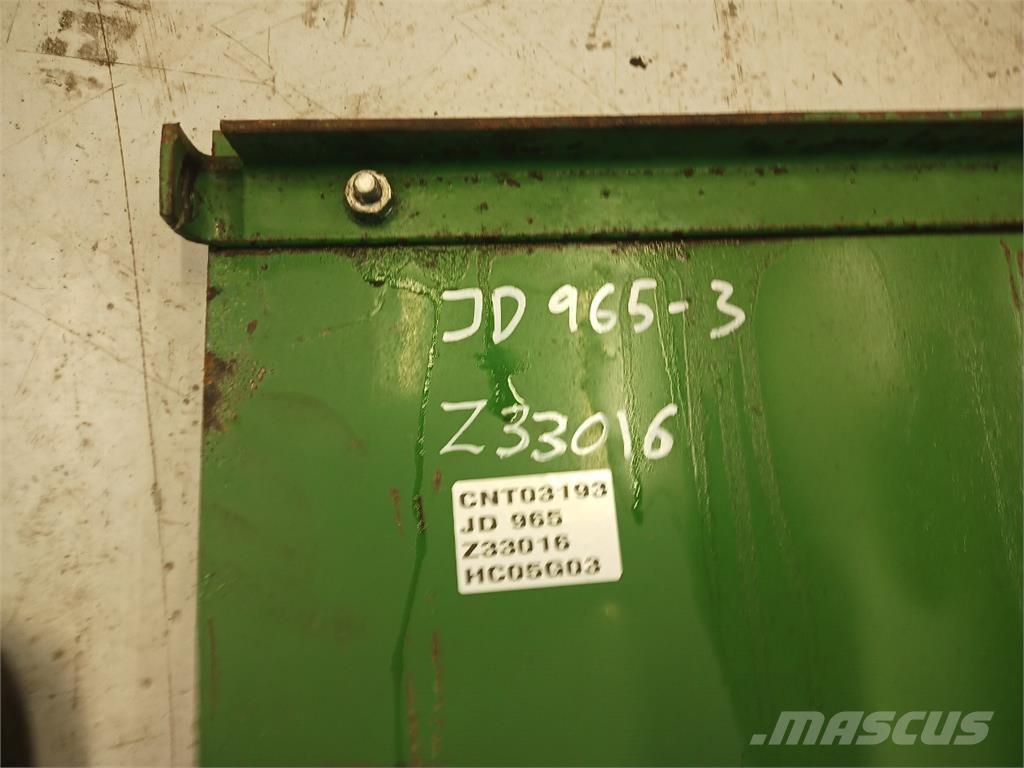 JD 965-3
Z33016
CNT03193
JD 965
Z33016
HC05G03
MASCUS